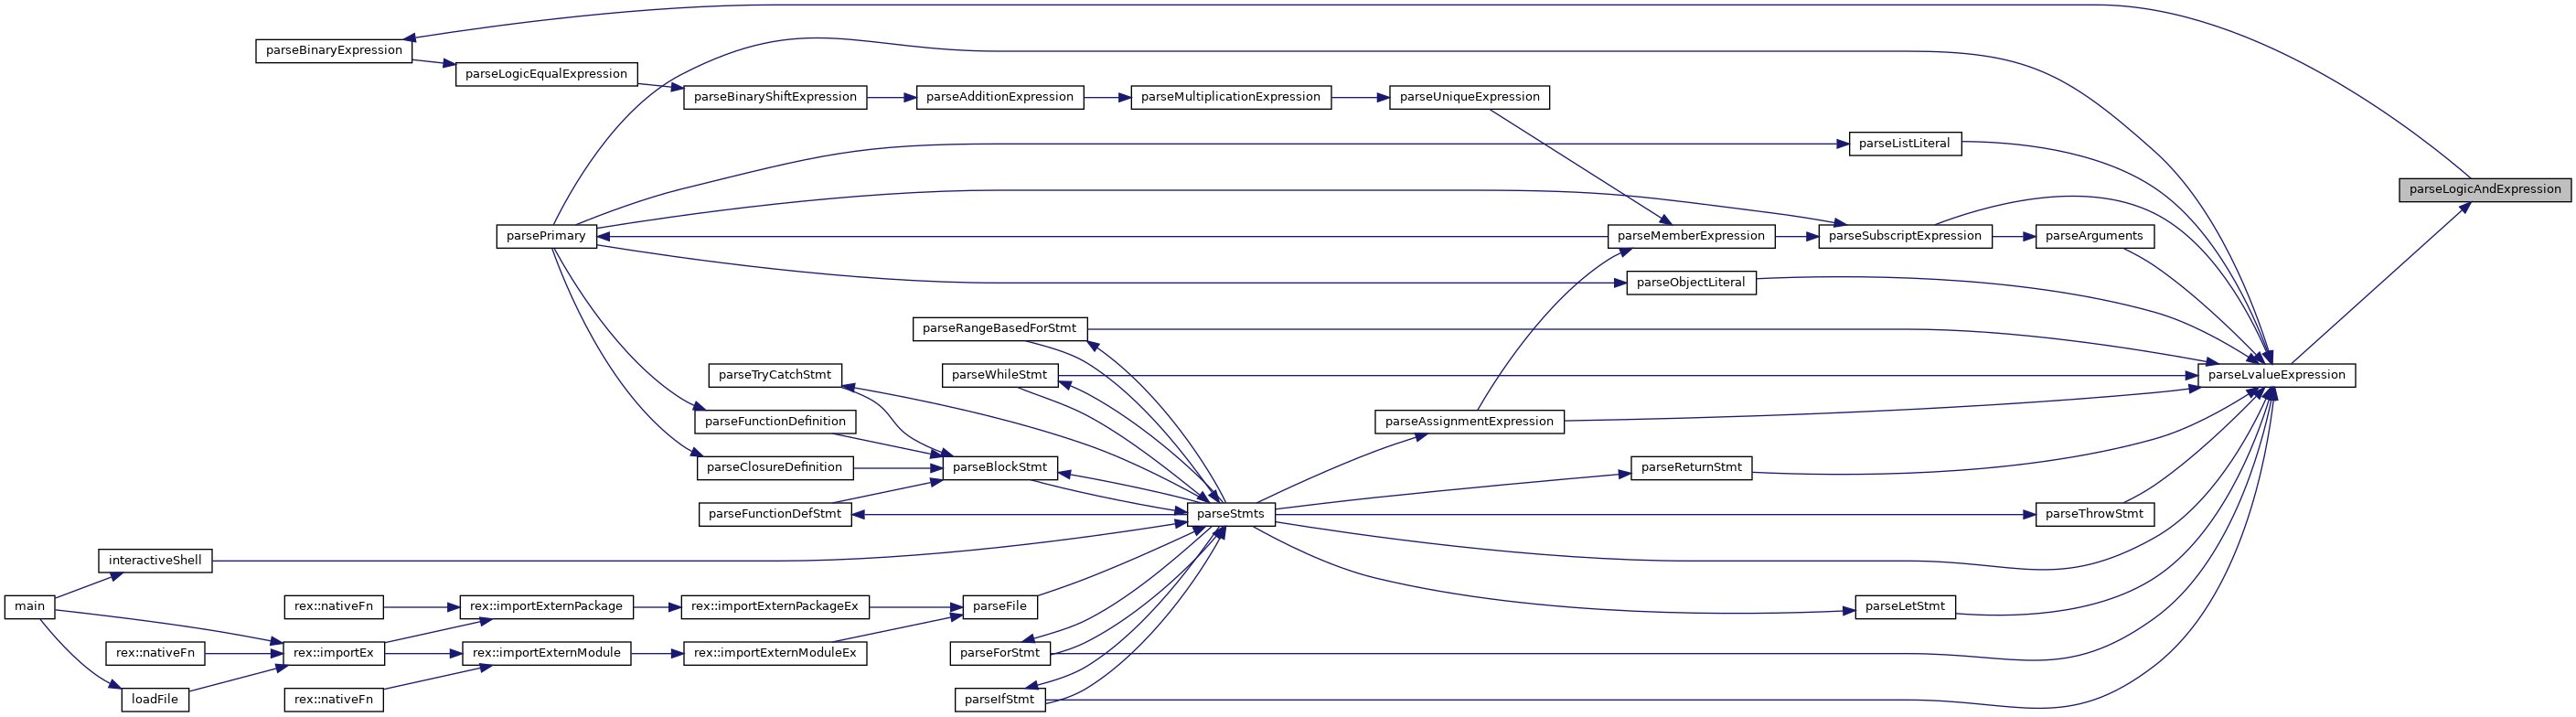 parseBinaryExpression
parseLogicEqualExpression
parseBinaryShiftExpression
parseAdditionExpression
parseMultiplicationExpression
parseUniqueExpression
parseListLiteral
parseLogicAndExpression
parsePrimary
parseMemberExpression
parseSubscriptExpression
parseArguments
parseObjectLiteral
parseRangeBasedForStmt
parseTryCatchStmt
parseWhileStmt
parseLvalueExpression
parseFunctionDefinition
parseAssignmentExpression
parseClosureDefinition
parseBlockStmt
parseReturnStmt
parseFunctionDefStmt
parseStmts
parseThrowStmt
interactiveShell
main
rex::nativeFn
rex::importExternPackage
rex::importExternPackageEx
parseFile
parseLetStmt
rex::nativeFn
rex::importEx
rex::importExternModule
rex::importExternModuleEx
parseForStmt
loadFile
rex::nativeFn
parseIfStmt